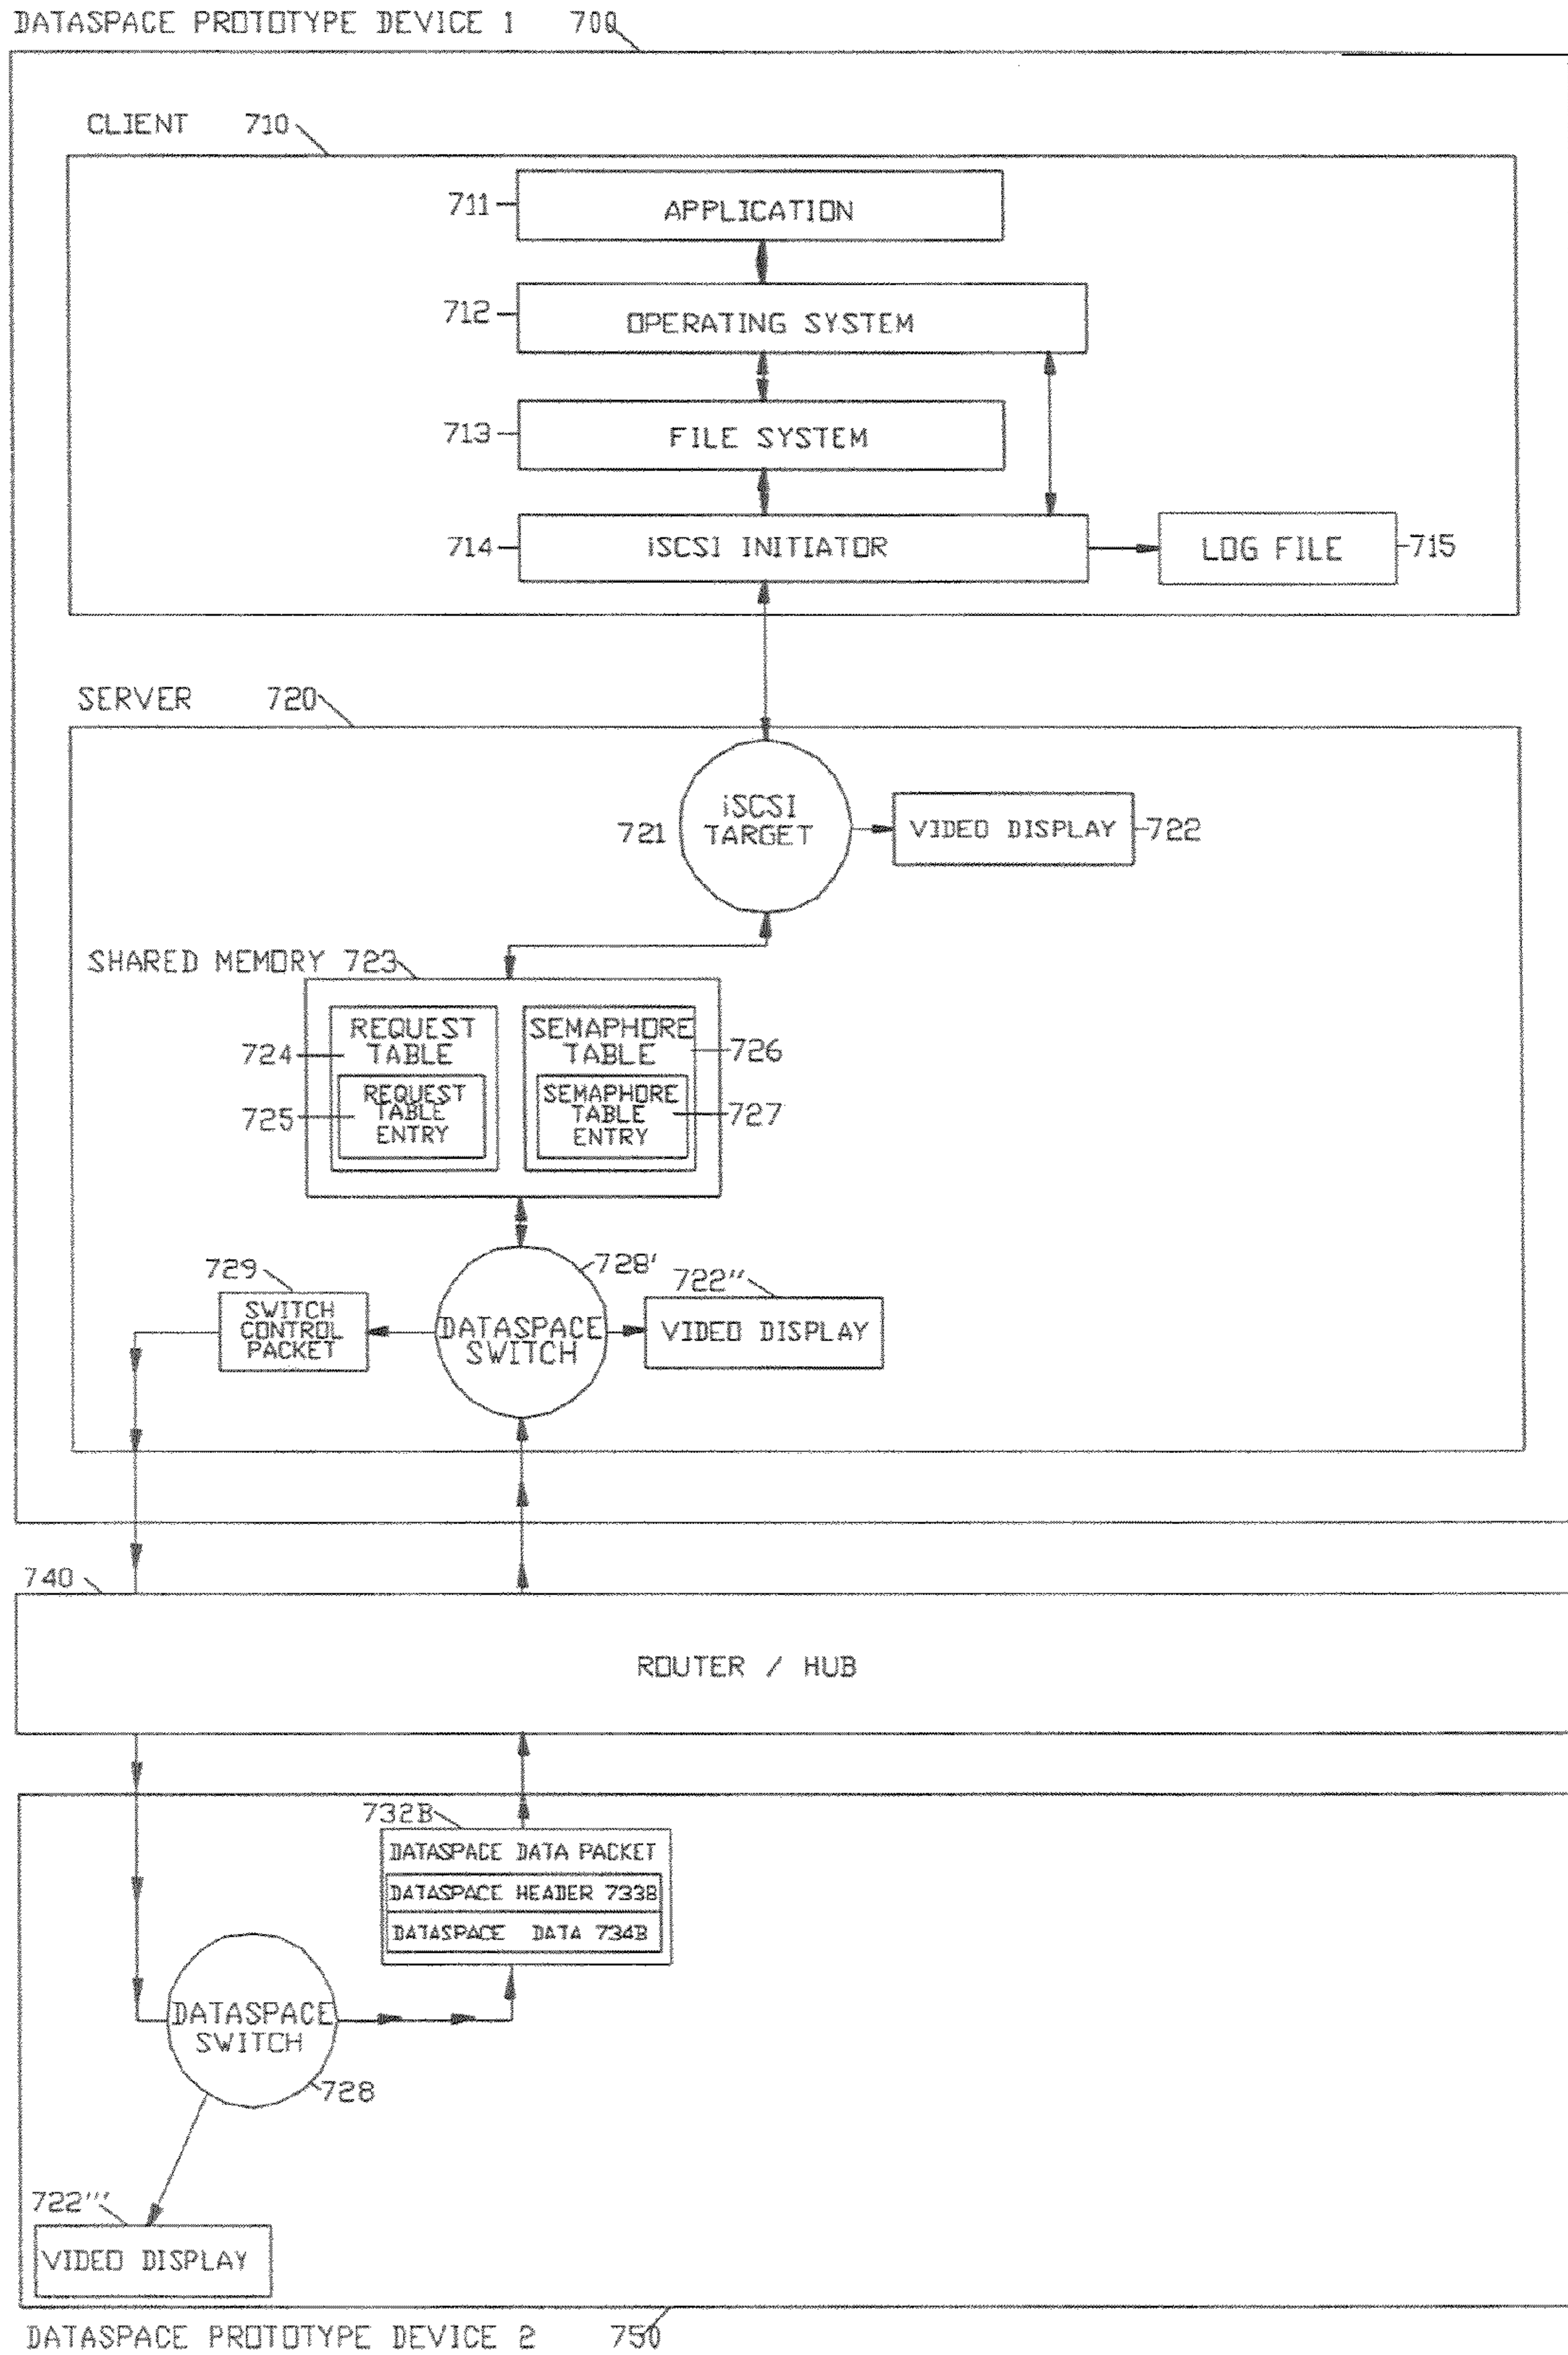 DATASPACE PROTOTYPE DEVICE 1 700
CLIENT 710
711 APPLICATION
712 OPERATING SYSTEM
713 FILE SYSTEM
714 iSCSI INITIATOR
LOG FILE 715
SERVER 720
721
iSCSI
TARGET
VIDEO DISPLAY 722
SHARED MEMORY 723
724
REQUEST
TABLE
725
REQUEST
TABLE
ENTRY
SEMAPHORE
TABLE
726
SEMAPHORE
TABLE
ENTRY
727
729
SWITCH
CONTROL
PACKET
728'
DATASPACE
SWITCH
722''
VIDEO DISPLAY
740
ROUTER / HUB
732B
DATASPACE DATA PACKET
DATASPACE HEADER 733B
DATASPACE DATA 734B
DATASPACE
SWITCH
728
722'''
VIDEO DISPLAY
DATASPACE PROTOTYPE DEVICE 2 750